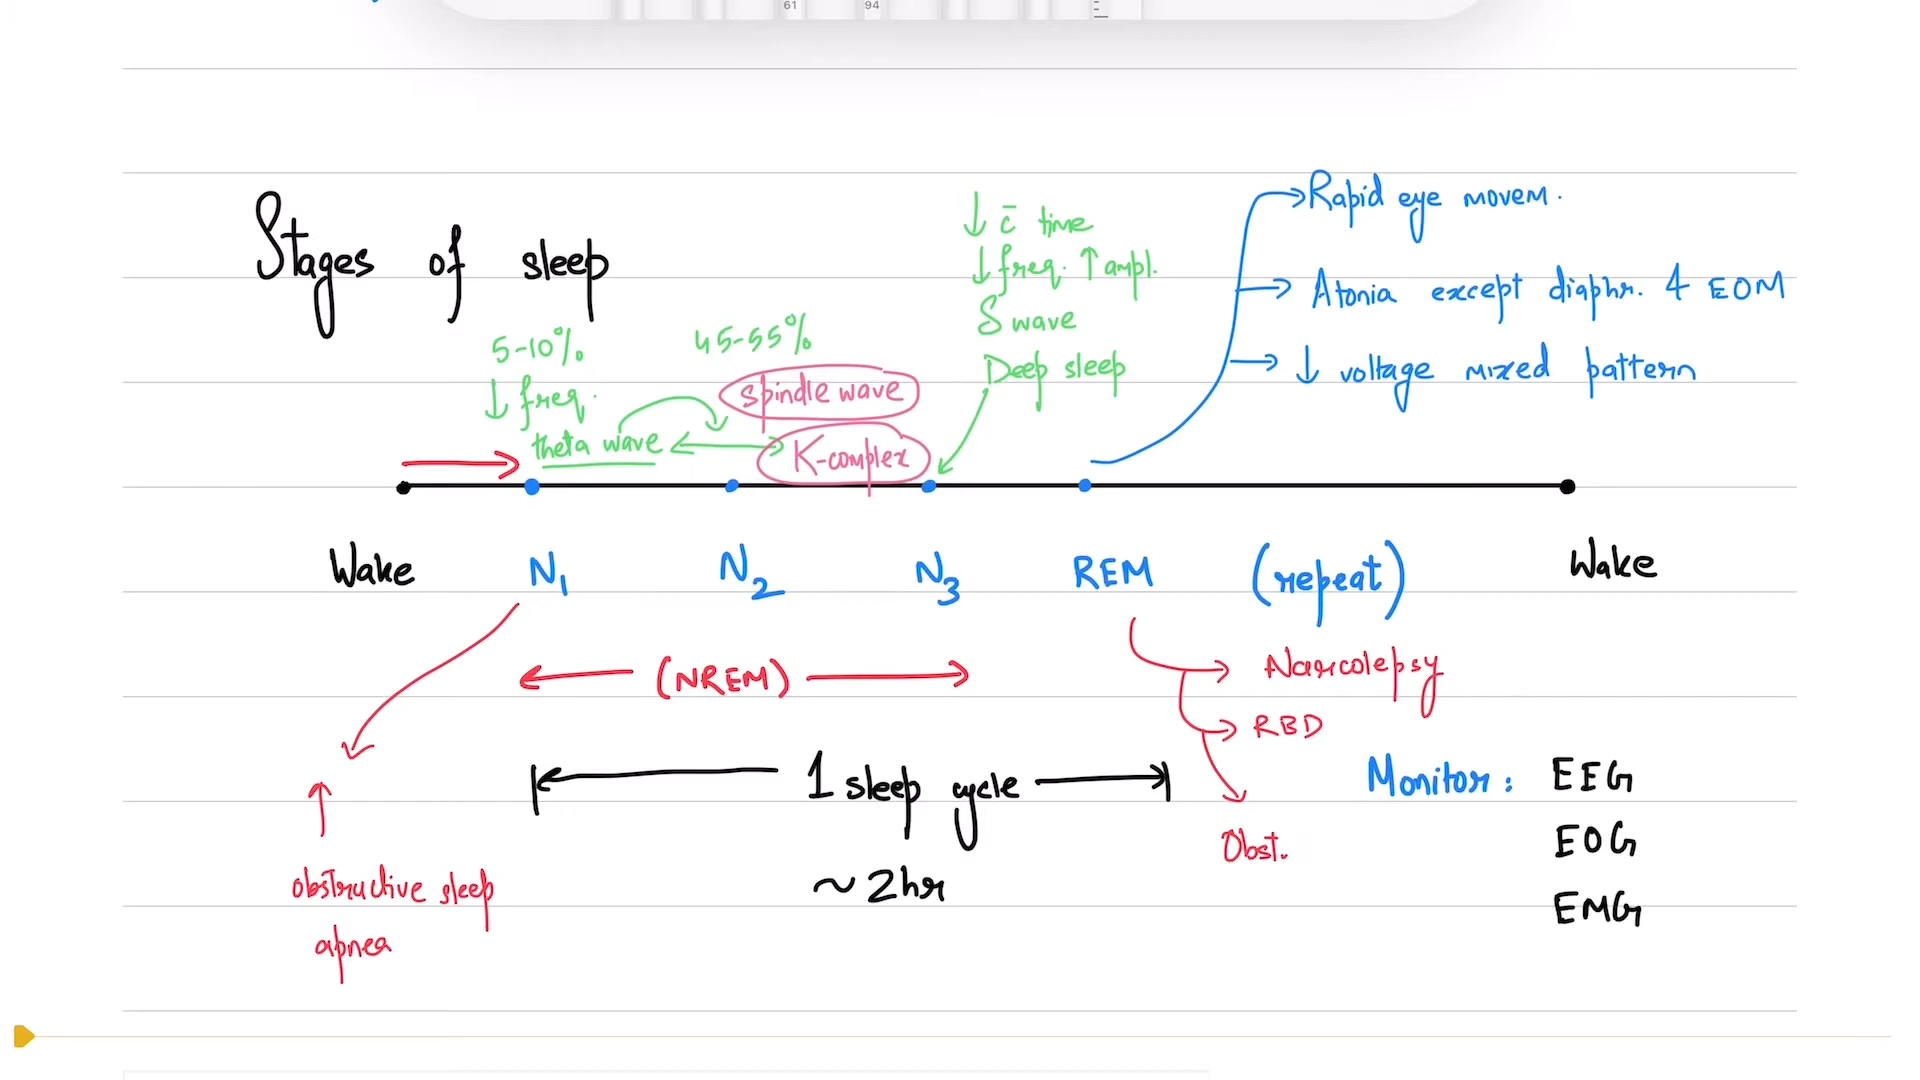 61 94
Stages of sleep
5-10%
↓ freq.
theta wave
45-55%
spindle wave
K-complex
↓ c̄ time
↓ freq. ↑ ampl.
δ wave
Deep sleep
Rapid eye movem.
Atonia except diaphr. & EOM
↓ voltage mixed pattern
Wake N1 N2 N3 REM (repeat) Wake
(NREM)
Narcolepsy
RBD
Obst.
1 sleep cycle
~ 2hr
↑
obstructive sleep
apnea
Monitor: EEG
EOG
EMG